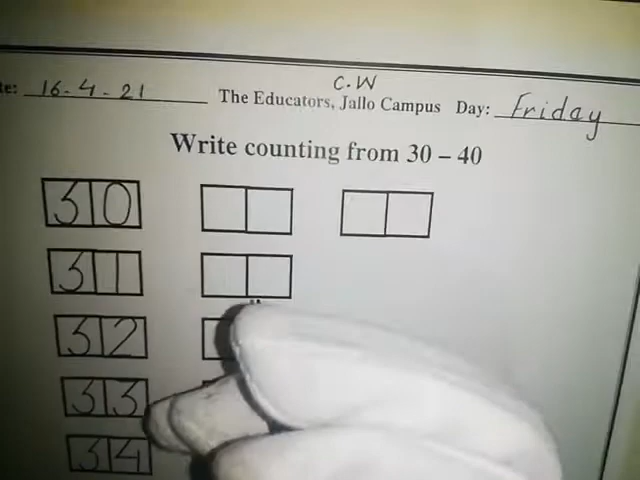 C.W
te: 16-4-21 The Educators, Jallo Campus Day: Friday
Write counting from 30 – 40
30
31
32
33
34